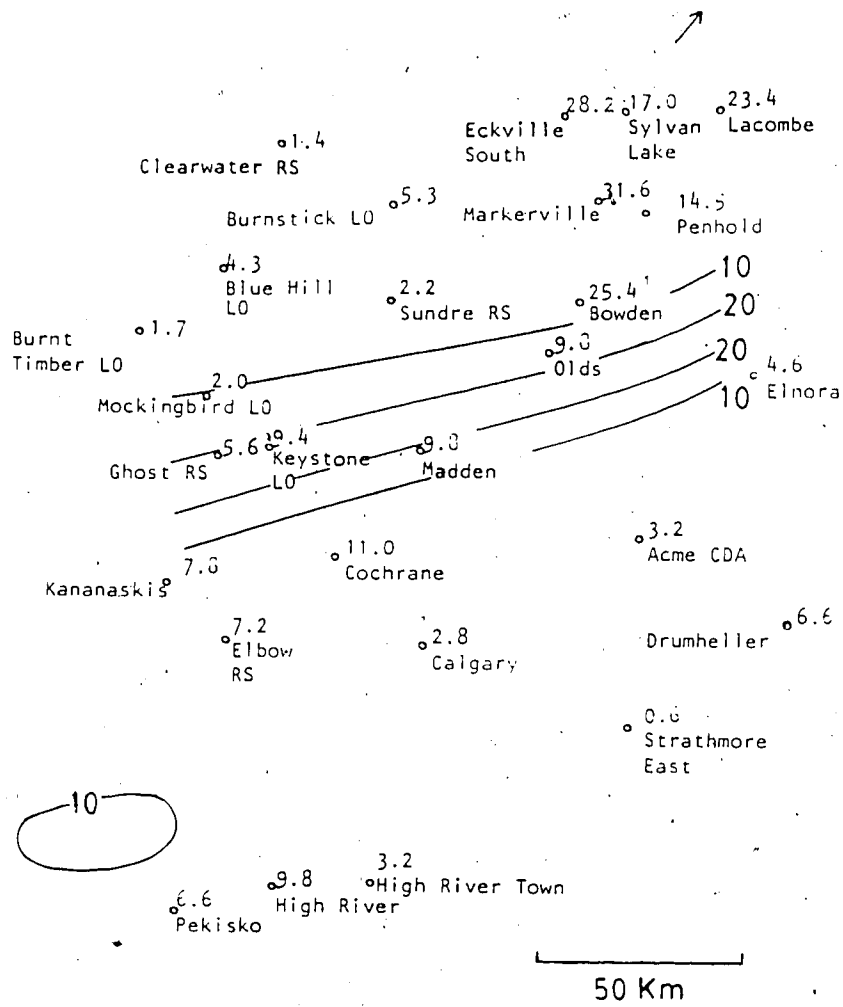 28.2
17.0
23.4
Eckville
South
Sylvan
Lake
Lacombe
1.4
Clearwater RS
5.3
Burnstick LO
31.6
Markerville
14.5
Penhold
4.3
Blue Hill
LO
2.2
Sundre RS
25.4
Bowden
10
20
1.7
Burnt
Timber LO
9.0
Olds
20
4.6
Elnora
10
2.0
Mockingbird LO
5.6
Ghost RS
Keystone
LO
Madden
7.0
Kananaskis
11.0
Cochrane
3.2
Acme CDA
7.2
Elbow
RS
2.8
Calgary
6.6
Drumheller
Strathmore
East
10
3.2
High River Town
9.8
High River
6.6
Pekisko
50 Km